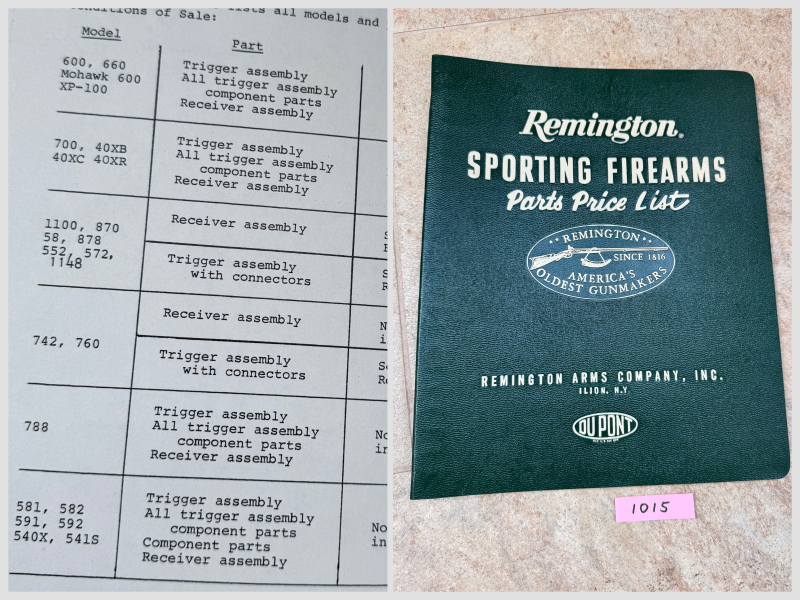 lists all models and
Conditions of Sale:
Model
Part
600, 660
Mohawk 600
XP-100
Trigger assembly
All trigger assembly
component parts
Receiver assembly
700, 40XB
40XC 40XR
Trigger assembly
All trigger assembly
component parts
Receiver assembly
1100, 870
58, 878
552, 572,
1148
Receiver assembly
Trigger assembly
with connectors
742, 760
Receiver assembly
Trigger assembly
with connectors
788
Trigger assembly
All trigger assembly
component parts
Receiver assembly
581, 582
591, 592
540X, 541S
Trigger assembly
All trigger assembly
component parts
Component parts
Receiver assembly
Remington®
SPORTING FIREARMS
Parts Price List
REMINGTON
SINCE 1816
AMERICA'S
OLDEST GUNMAKERS
REMINGTON ARMS COMPANY, INC.
ILION, N.Y.
DU PONT
1015